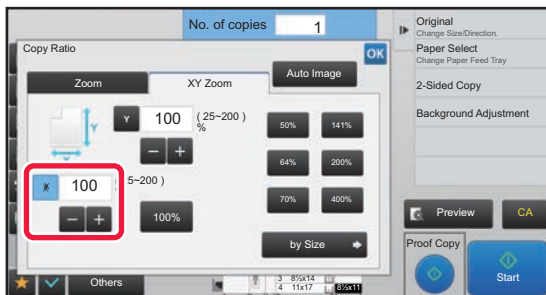 No. of copies 1
Original
Change Size/Direction.
Paper Select
Change Paper Feed Tray
2-Sided Copy
Background Adjustment
Copy Ratio
OK
Zoom
XY Zoom
Auto Image
Y
Y 100 ( 25~200 )
%
50% 141%
− +
64% 200%
X 100 ( 5~200 )
70% 400%
− +
100%
by Size
Preview
CA
Proof Copy
Start
Others
3 8½x14
4 11x17
8½x11